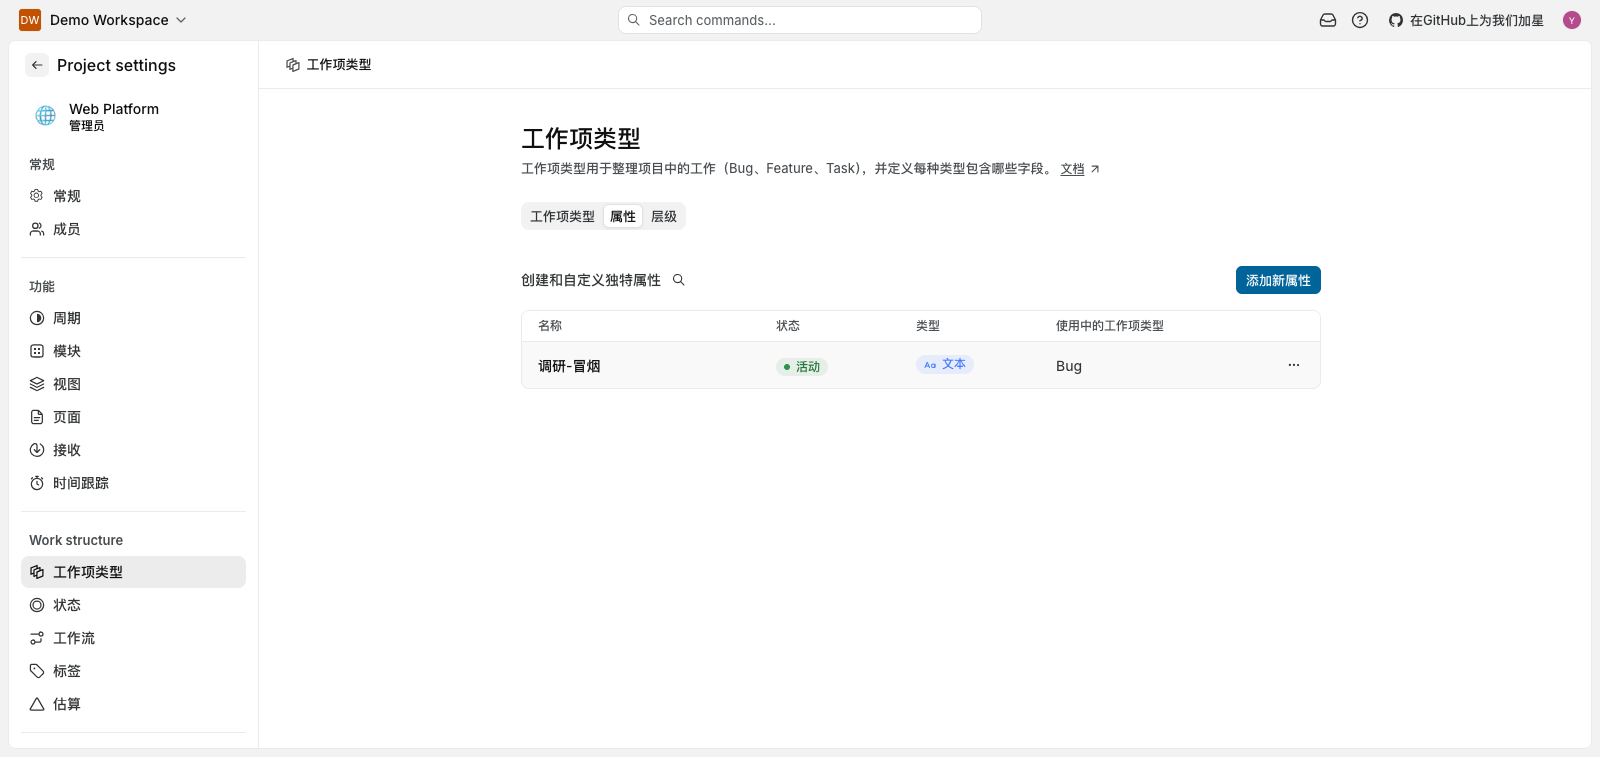 DW Demo Workspace
Search commands...
在GitHub上为我们加星
Y
Project settings
Web Platform
管理员
常规
常规
成员
功能
周期
模块
视图
页面
接收
时间跟踪
Work structure
工作项类型
状态
工作流
标签
估算
工作项类型
工作项类型
工作项类型用于整理项目中的工作（Bug、Feature、Task），并定义每种类型包含哪些字段。 文档
工作项类型 属性 层级
创建和自定义独特属性
添加新属性
名称 状态 类型 使用中的工作项类型
调研-冒烟 活动 Aa 文本 Bug